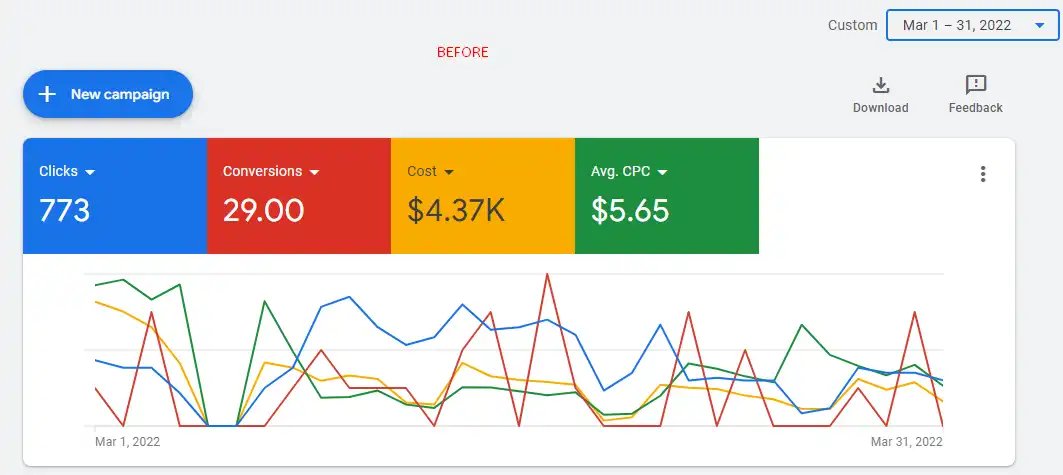 Custom Mar 1 – 31, 2022
BEFORE
New campaign
Download
Feedback
Clicks
773
Conversions
29.00
Cost
$4.37K
Avg. CPC
$5.65
Mar 1, 2022
Mar 31, 2022